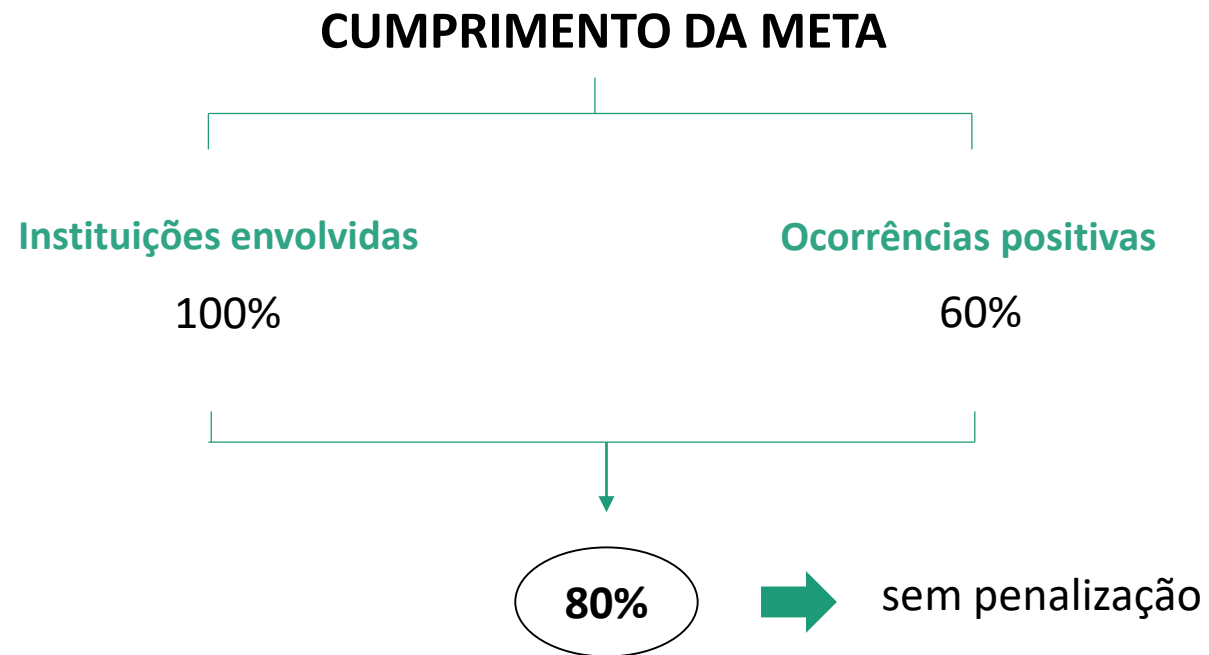 CUMPRIMENTO DA META
Instituições envolvidas
Ocorrências positivas
100%
60%
80%
sem penalização